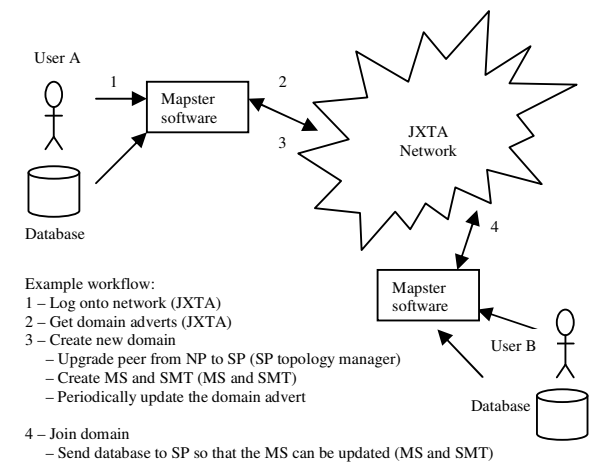 User A
1
Mapster
software
2
3
JXTA
Network
Database
4
Mapster
software
User B
Database
Example workflow:
1 – Log onto network (JXTA)
2 – Get domain adverts (JXTA)
3 – Create new domain
– Upgrade peer from NP to SP (SP topology manager)
– Create MS and SMT (MS and SMT)
– Periodically update the domain advert
4 – Join domain
– Send database to SP so that the MS can be updated (MS and SMT)